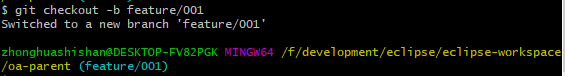 $ git checkout -b feature/001
Switched to a new branch 'feature/001'
zhonghuashishan@DESKTOP-FV82PGK MINGW64 /f/development/eclipse/eclipse-workspace
/oa-parent (feature/001)